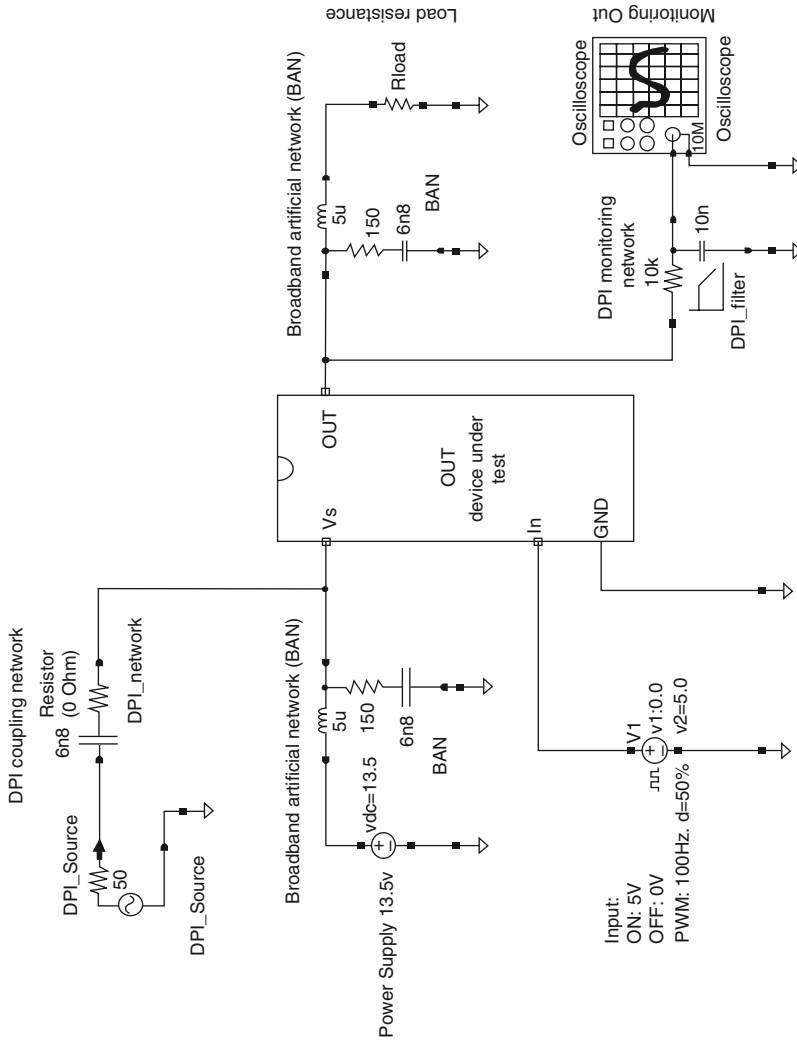 DPI coupling network
Resistor
(0 Ohm)
6n8
DPI_network
DPI_Source
50
DPI_Source
Broadband artificial network (BAN)
5u
150
6n8
BAN
vdc=13.5
Power Supply 13.5v
Input:
ON: 5V
OFF: 0V
PWM: 100Hz. d=50%
V1
v1:0.0
v2=5.0
Vs
OUT
OUT
device under
test
In
GND
Broadband artificial network (BAN)
5u
150
6n8
BAN
Rload
Load resistance
DPI monitoring
network
10k
10n
DPI_filter
Oscilloscope
10M
Oscilloscope
Monitoring Out